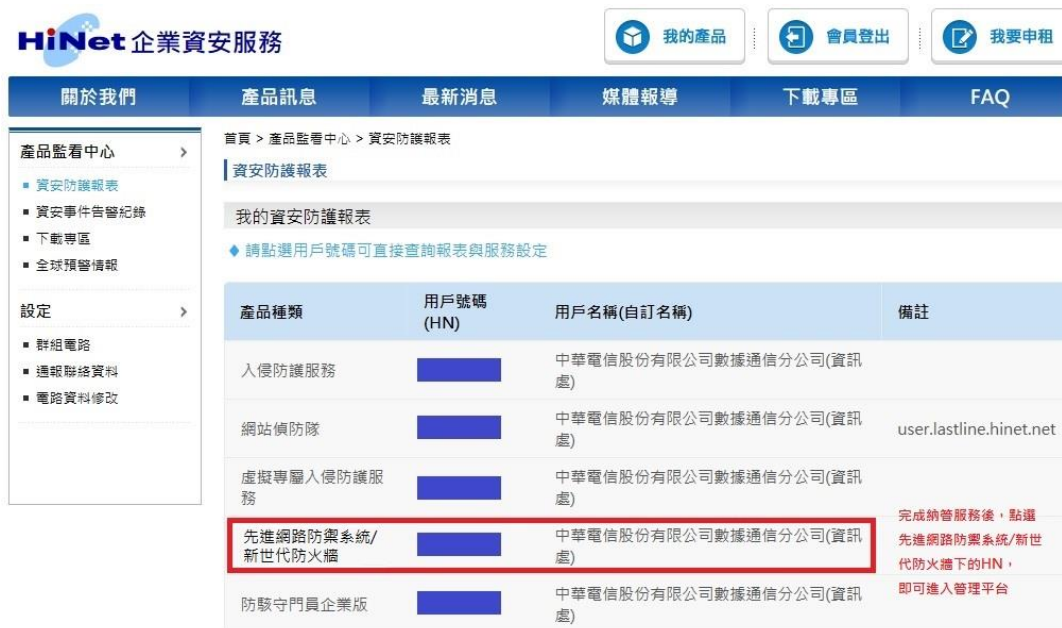 HiNet 企業資安服務
我的產品
會員登出
我要申租
關於我們
產品訊息
最新消息
媒體報導
下載專區
FAQ
產品監看中心
資安防護報表
資安事件告警紀錄
下載專區
全球預警情報
設定
群組電路
通報聯絡資料
電路資料修改
首頁 > 產品監看中心 > 資安防護報表
資安防護報表
我的資安防護報表
請點選用戶號碼可直接查詢報表與服務設定
產品種類
用戶號碼
(HN)
用戶名稱(自訂名稱)
備註
入侵防護服務
中華電信股份有限公司數據通信分公司(資訊
處)
網站偵防隊
中華電信股份有限公司數據通信分公司(資訊
處)
user.lastline.hinet.net
虛擬專屬入侵防護服
務
中華電信股份有限公司數據通信分公司(資訊
處)
先進網路防禦系統/
新世代防火牆
中華電信股份有限公司數據通信分公司(資訊
處)
完成納管服務後，點選
先進網路防禦系統/新世
代防火牆下的HN，
即可進入管理平台
防駭守門員企業版
中華電信股份有限公司數據通信分公司(資訊
處)